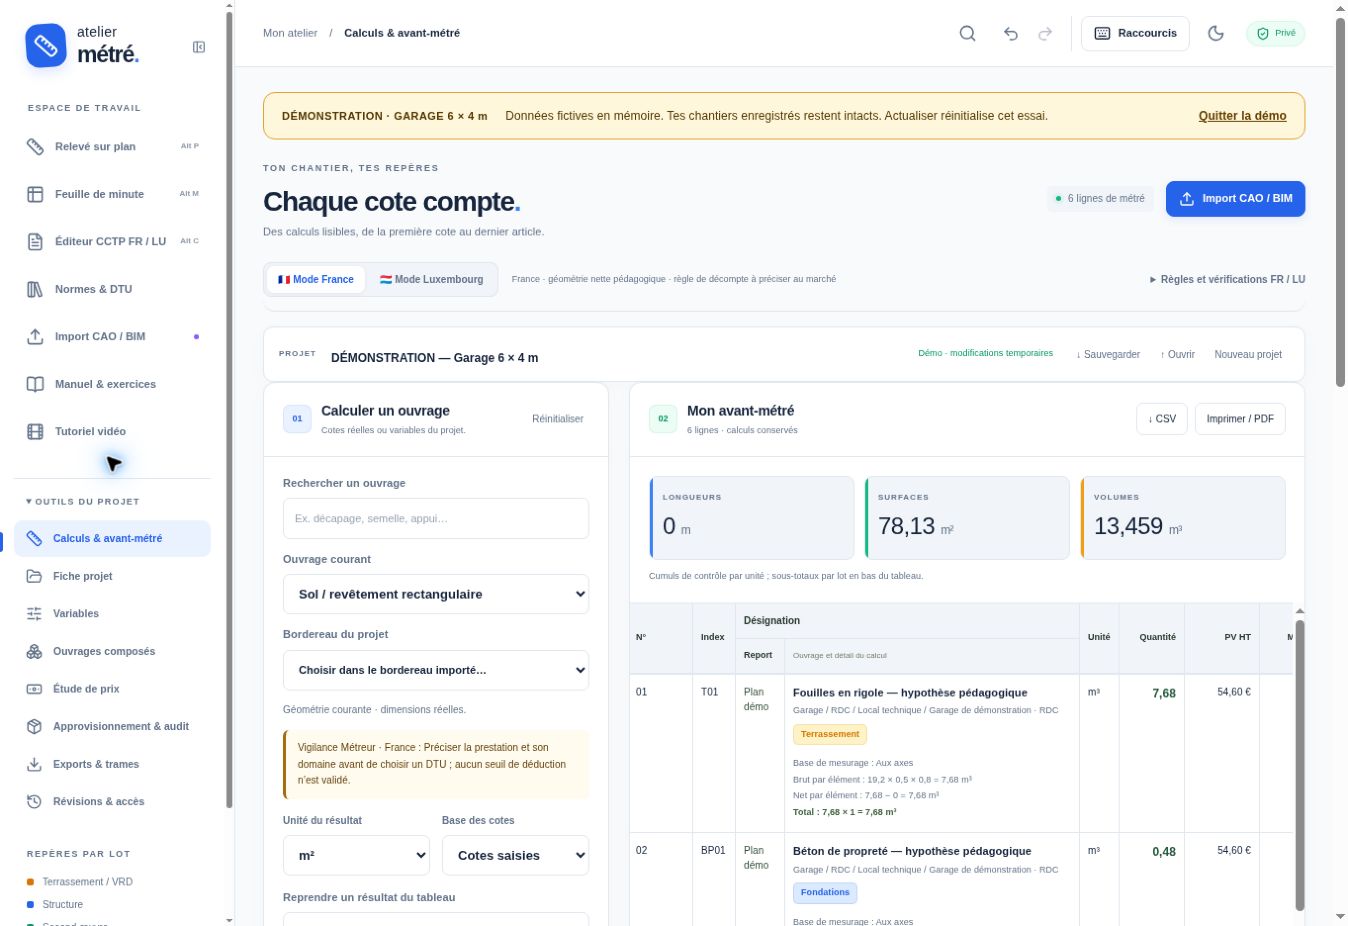 atelier
métré.
ESPACE DE TRAVAIL
Relevé sur plan Alt P
Feuille de minute Alt M
Éditeur CCTP FR / LU Alt C
Normes & DTU
Import CAO / BIM
Manuel & exercices
Tutoriel vidéo
▾ OUTILS DU PROJET
Calculs & avant-métré
Fiche projet
Variables
Ouvrages composés
Étude de prix
Approvisionnement & audit
Exports & trames
Révisions & accès
REPÈRES PAR LOT
Terrassement / VRD
Structure
Mon atelier / Calculs & avant-métré
Raccourcis
Privé
DÉMONSTRATION · GARAGE 6 × 4 m Données fictives en mémoire. Tes chantiers enregistrés restent intacts. Actualiser réinitialise cet essai. Quitter la démo
TON CHANTIER, TES REPÈRES
Chaque cote compte.
Des calculs lisibles, de la première cote au dernier article.
6 lignes de métré
Import CAO / BIM
Mode France Mode Luxembourg France · géométrie nette pédagogique · règle de décompte à préciser au marché ▸ Règles et vérifications FR / LU
PROJET DÉMONSTRATION — Garage 6 × 4 m Démo · modifications temporaires ↓ Sauvegarder ↑ Ouvrir Nouveau projet
01 Calculer un ouvrage
Cotes réelles ou variables du projet.
Réinitialiser
Rechercher un ouvrage
Ex. décapage, semelle, appui…
Ouvrage courant
Sol / revêtement rectangulaire
Bordereau du projet
Choisir dans le bordereau importé…
Géométrie courante · dimensions réelles.
Vigilance Métreur · France : Préciser la prestation et son
domaine avant de choisir un DTU ; aucun seuil de déduction
n’est validé.
Unité du résultat Base des cotes
m² Cotes saisies
Reprendre un résultat du tableau
02 Mon avant-métré
6 lignes · calculs conservés
↓ CSV Imprimer / PDF
LONGUEURS
0 m
SURFACES
78,13 m²
VOLUMES
13,459 m³
Cumuls de contrôle par unité ; sous-totaux par lot en bas du tableau.
N° Index Désignation Unité Quantité PV HT M
Report Ouvrage et détail du calcul
01 T01 Plan démo Fouilles en rigole — hypothèse pédagogique m³ 7,68 54,60 €
Garage / RDC / Local technique / Garage de démonstration · RDC
Terrassement
Base de mesurage : Aux axes
Brut par élément : 19,2 × 0,5 × 0,8 = 7,68 m³
Net par élément : 7,68 − 0 = 7,68 m³
Total : 7,68 × 1 = 7,68 m³
02 BP01 Plan démo Béton de propreté — hypothèse pédagogique m³ 0,48 54,60 €
Garage / RDC / Local technique / Garage de démonstration · RDC
Fondations
Base de mesurage : Aux axes